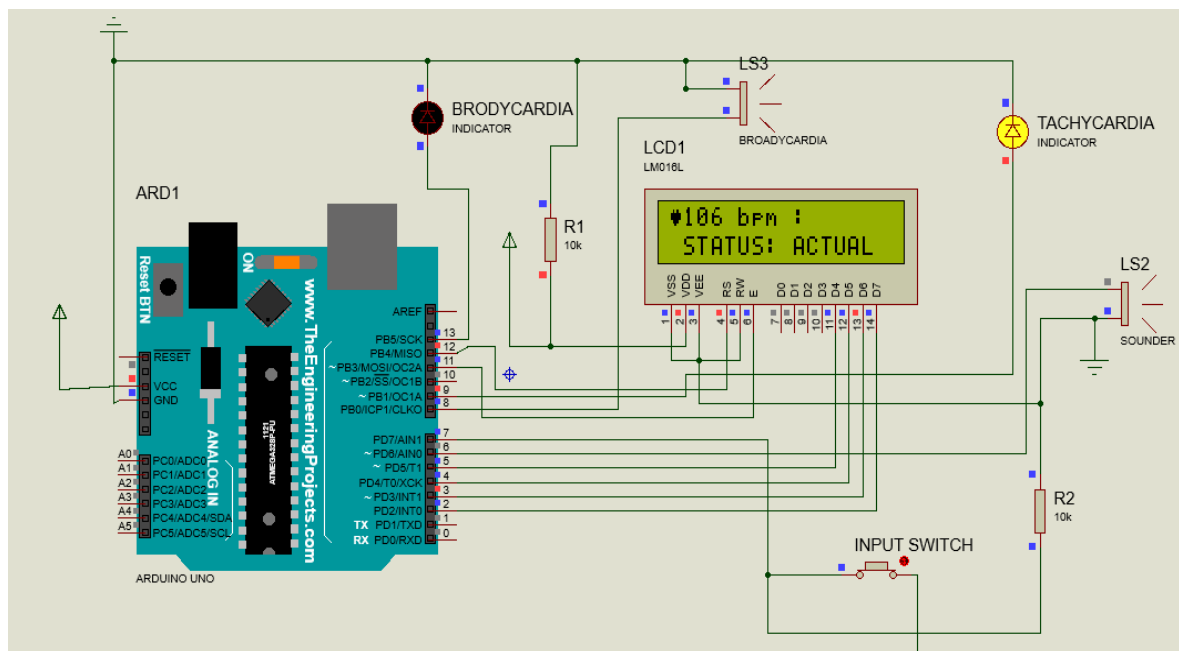 LS3
BROADYCARDIA
BRODYCARDIA
INDICATOR
TACHYCARDIA
INDICATOR
LCD1
LM016L
106 bpm :
STATUS: ACTUAL
VSS
VDD
VEE
RS
RW
E
D0
D1
D2
D3
D4
D5
D6
D7
1
2
3
4
5
6
7
8
9
10
11
12
13
14
R1
10k
LS2
SOUNDER
R2
10k
INPUT SWITCH
ARD1
Reset BTN
ON
www.TheEngineeringProjects.com
ANALOG IN
1121
ATMEGA328P-PU
RESET
VCC
GND
A0 PC0/ADC0
A1 PC1/ADC1
A2 PC2/ADC2
A3 PC3/ADC3
A4 PC4/ADC4/SDA
A5 PC5/ADC5/SCL
AREF
PB5/SCK 13
PB4/MISO 12
~PB3/MOSI/OC2A 11
~PB2/SS/OC1B 10
~ PB1/OC1A 9
PB0/ICP1/CLKO 8
PD7/AIN1 7
~ PD6/AIN0 6
~ PD5/T1 5
PD4/T0/XCK 4
~ PD3/INT1 3
PD2/INT0 2
TX PD1/TXD 1
RX PD0/RXD 0
ARDUINO UNO